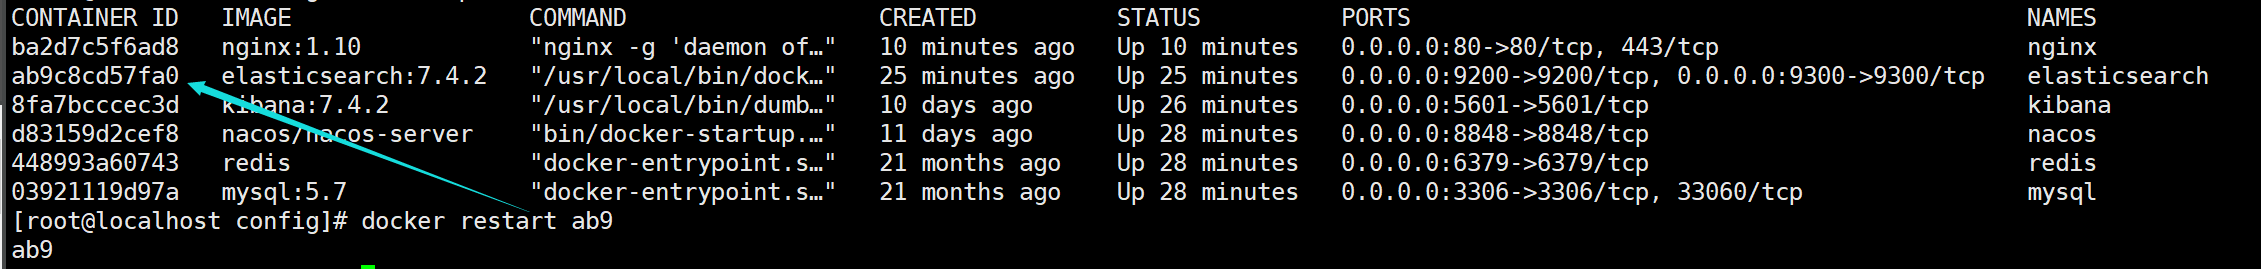 CONTAINER ID   IMAGE                 COMMAND                  CREATED          STATUS          PORTS                                            NAMES
ba2d7c5f6ad8   nginx:1.10            "nginx -g 'daemon of…"   10 minutes ago   Up 10 minutes   0.0.0.0:80->80/tcp, 443/tcp                      nginx
ab9c8cd57fa0   elasticsearch:7.4.2   "/usr/local/bin/dock…"   25 minutes ago   Up 25 minutes   0.0.0.0:9200->9200/tcp, 0.0.0.0:9300->9300/tcp   elasticsearch
8fa7bcccec3d   kibana:7.4.2          "/usr/local/bin/dumb…"   10 days ago      Up 26 minutes   0.0.0.0:5601->5601/tcp                           kibana
d83159d2cef8   nacos/nacos-server    "bin/docker-startup.…"   11 days ago      Up 28 minutes   0.0.0.0:8848->8848/tcp                           nacos
448993a60743   redis                 "docker-entrypoint.s…"   21 months ago    Up 28 minutes   0.0.0.0:6379->6379/tcp                           redis
03921119d97a   mysql:5.7             "docker-entrypoint.s…"   21 months ago    Up 28 minutes   0.0.0.0:3306->3306/tcp, 33060/tcp                mysql
[root@localhost config]# docker restart ab9
ab9